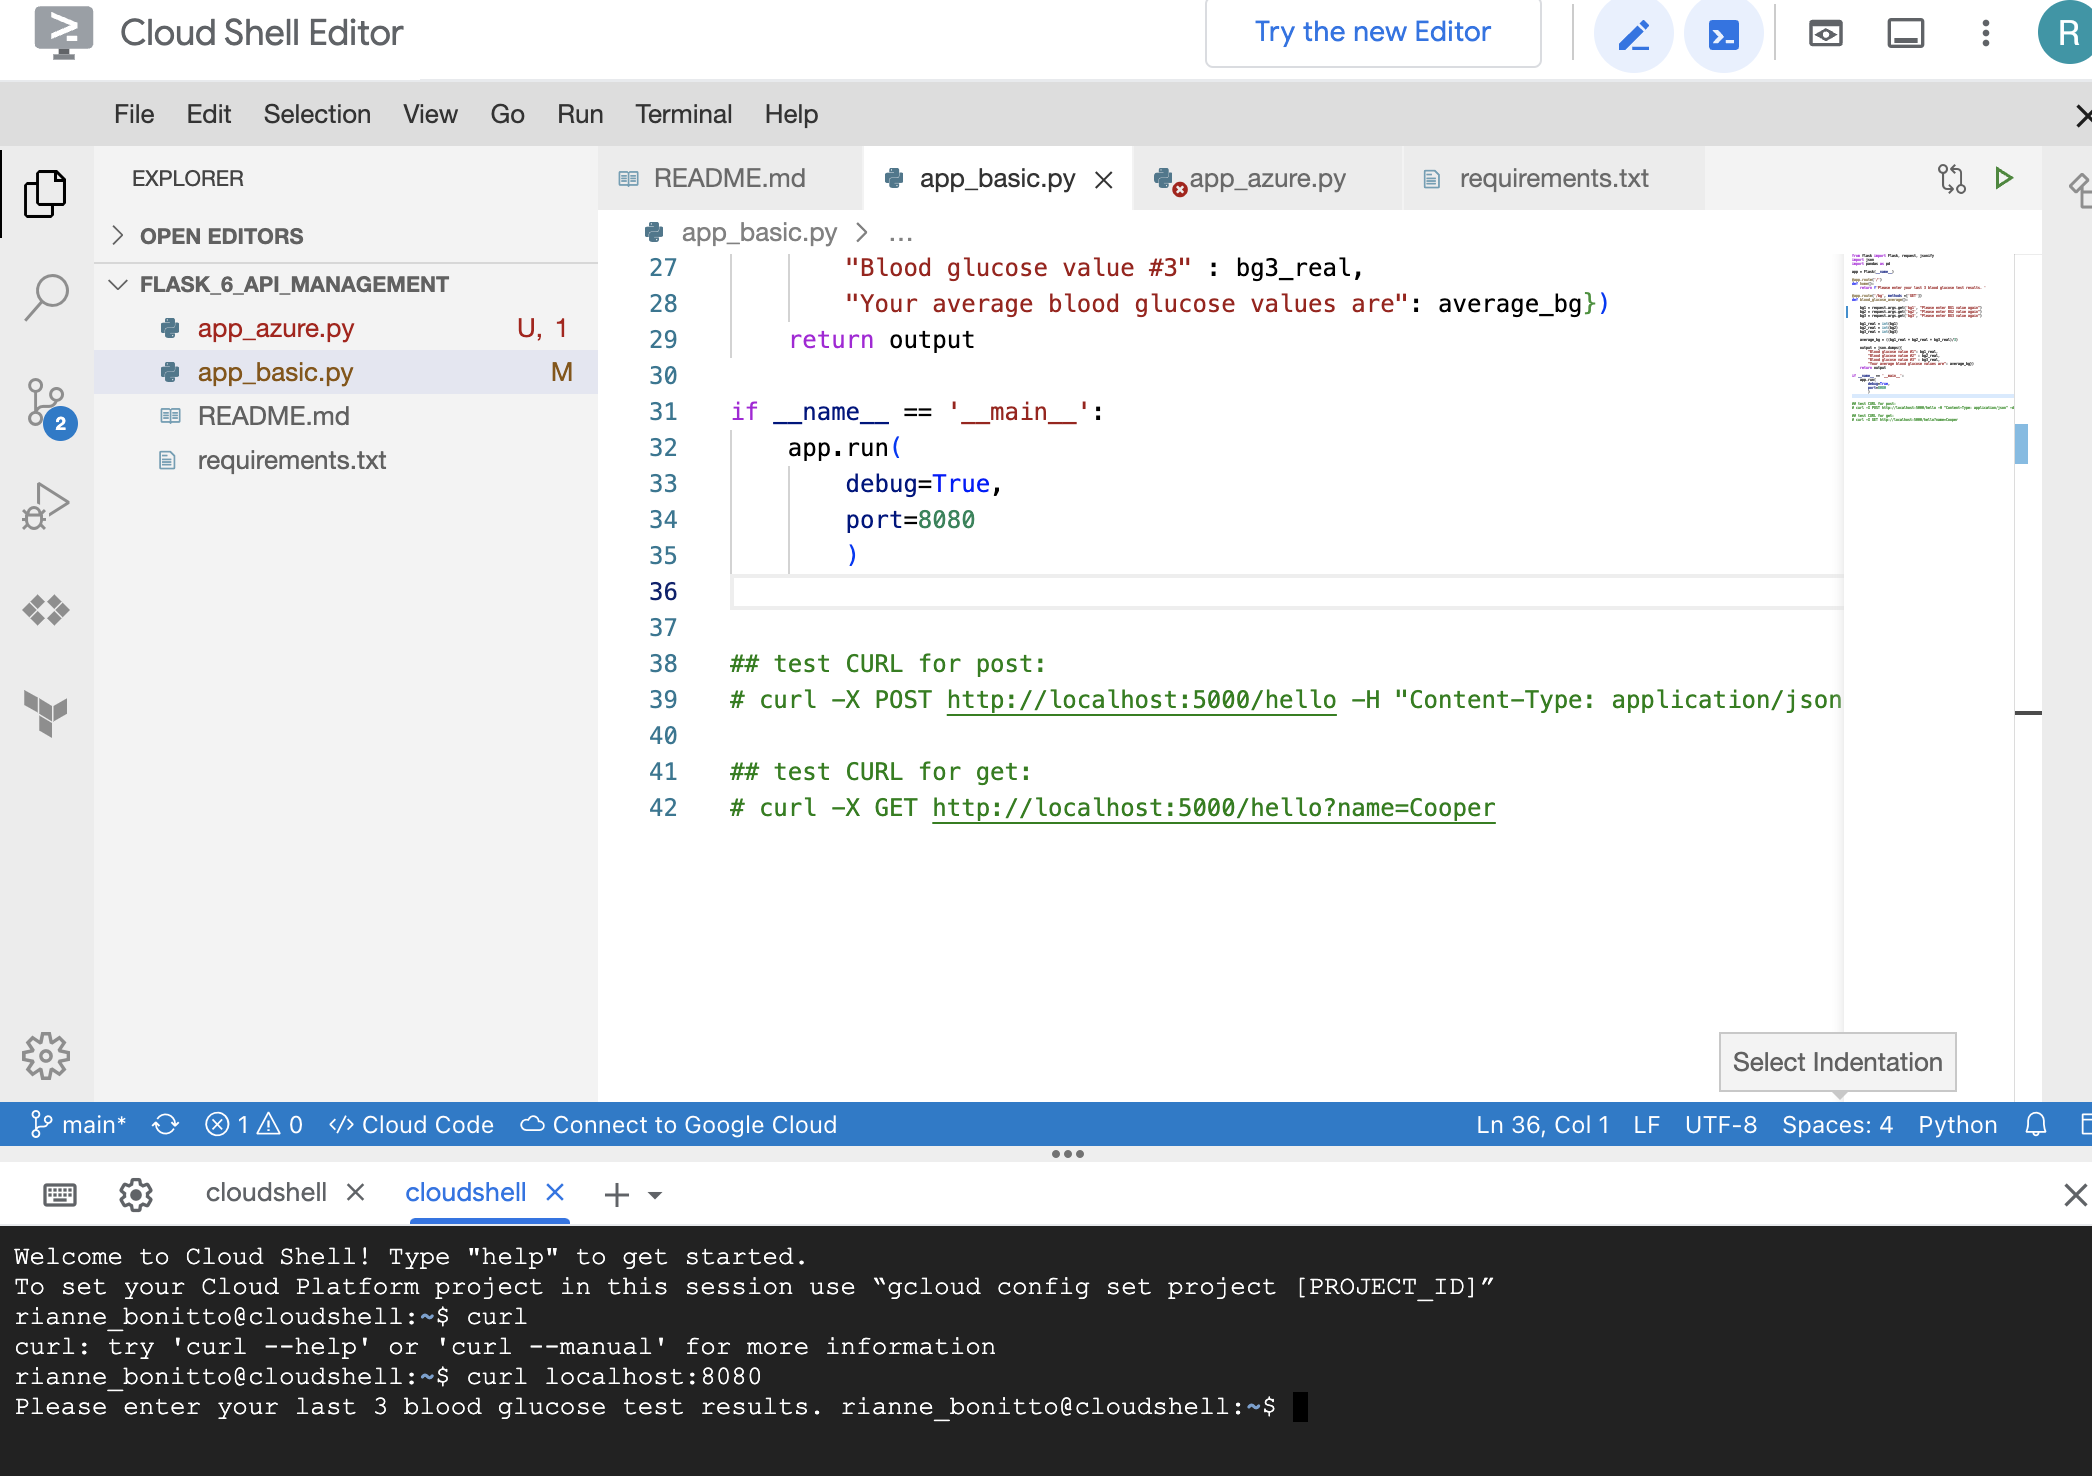 Cloud Shell Editor
Try the new Editor
R
File Edit Selection View Go Run Terminal Help
EXPLORER
OPEN EDITORS
FLASK_6_API_MANAGEMENT
app_azure.py U, 1
app_basic.py M
README.md
requirements.txt
2
README.md
app_basic.py
app_azure.py
requirements.txt
app_basic.py > ...
27 "Blood glucose value #3" : bg3_real,
28 "Your average blood glucose values are": average_bg})
29 return output
30
31 if __name__ == '__main__':
32 app.run(
33 debug=True,
34 port=8080
35 )
36
37
38 ## test CURL for post:
39 # curl -X POST http://localhost:5000/hello -H "Content-Type: application/json
40
41 ## test CURL for get:
42 # curl -X GET http://localhost:5000/hello?name=Cooper
Select Indentation
main* 1 0 Cloud Code Connect to Google Cloud Ln 36, Col 1 LF UTF-8 Spaces: 4 Python
cloudshell cloudshell
Welcome to Cloud Shell! Type "help" to get started.
To set your Cloud Platform project in this session use “gcloud config set project [PROJECT_ID]”
rianne_bonitto@cloudshell:~$ curl
curl: try 'curl --help' or 'curl --manual' for more information
rianne_bonitto@cloudshell:~$ curl localhost:8080
Please enter your last 3 blood glucose test results. rianne_bonitto@cloudshell:~$